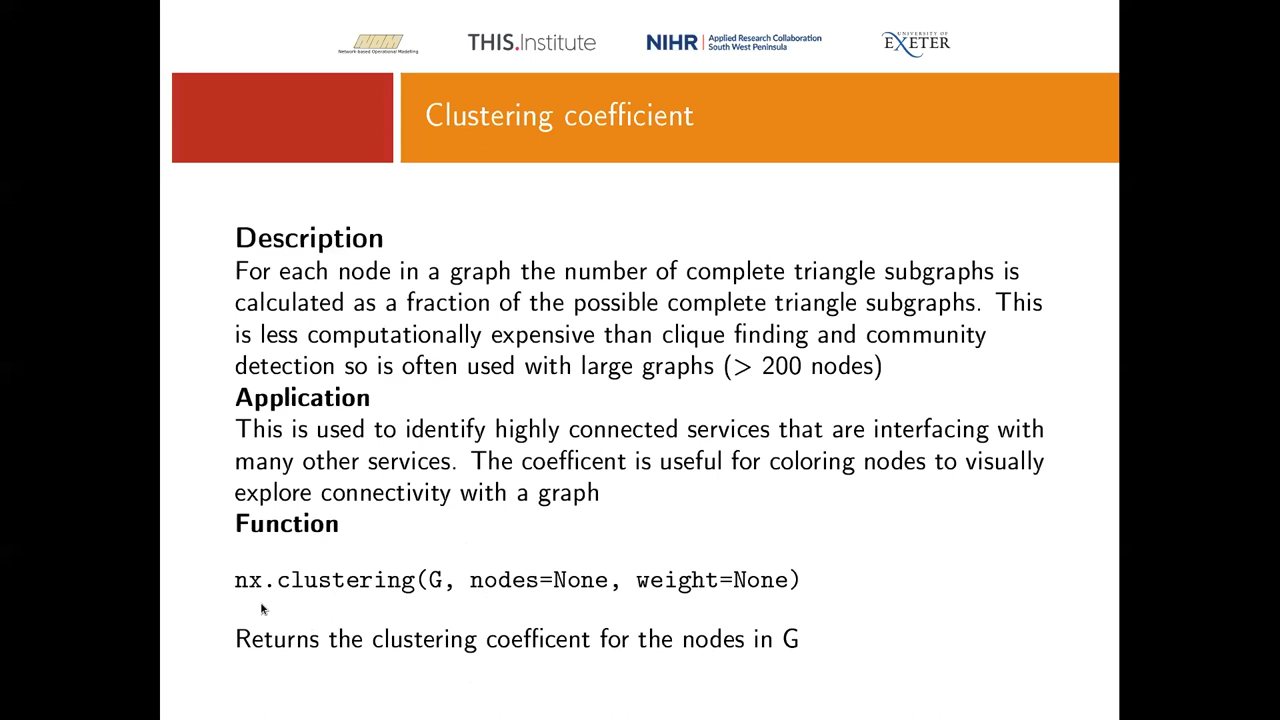 NOM
Network-based Operational Modelling
THIS.Institute
NIHR | Applied Research Collaboration
South West Peninsula
UNIVERSITY OF
EXETER
Clustering coefficient
Description
For each node in a graph the number of complete triangle subgraphs is
calculated as a fraction of the possible complete triangle subgraphs. This
is less computationally expensive than clique finding and community
detection so is often used with large graphs (> 200 nodes)
Application
This is used to identify highly connected services that are interfacing with
many other services. The coefficent is useful for coloring nodes to visually
explore connectivity with a graph
Function
nx.clustering(G, nodes=None, weight=None)
Returns the clustering coefficent for the nodes in G